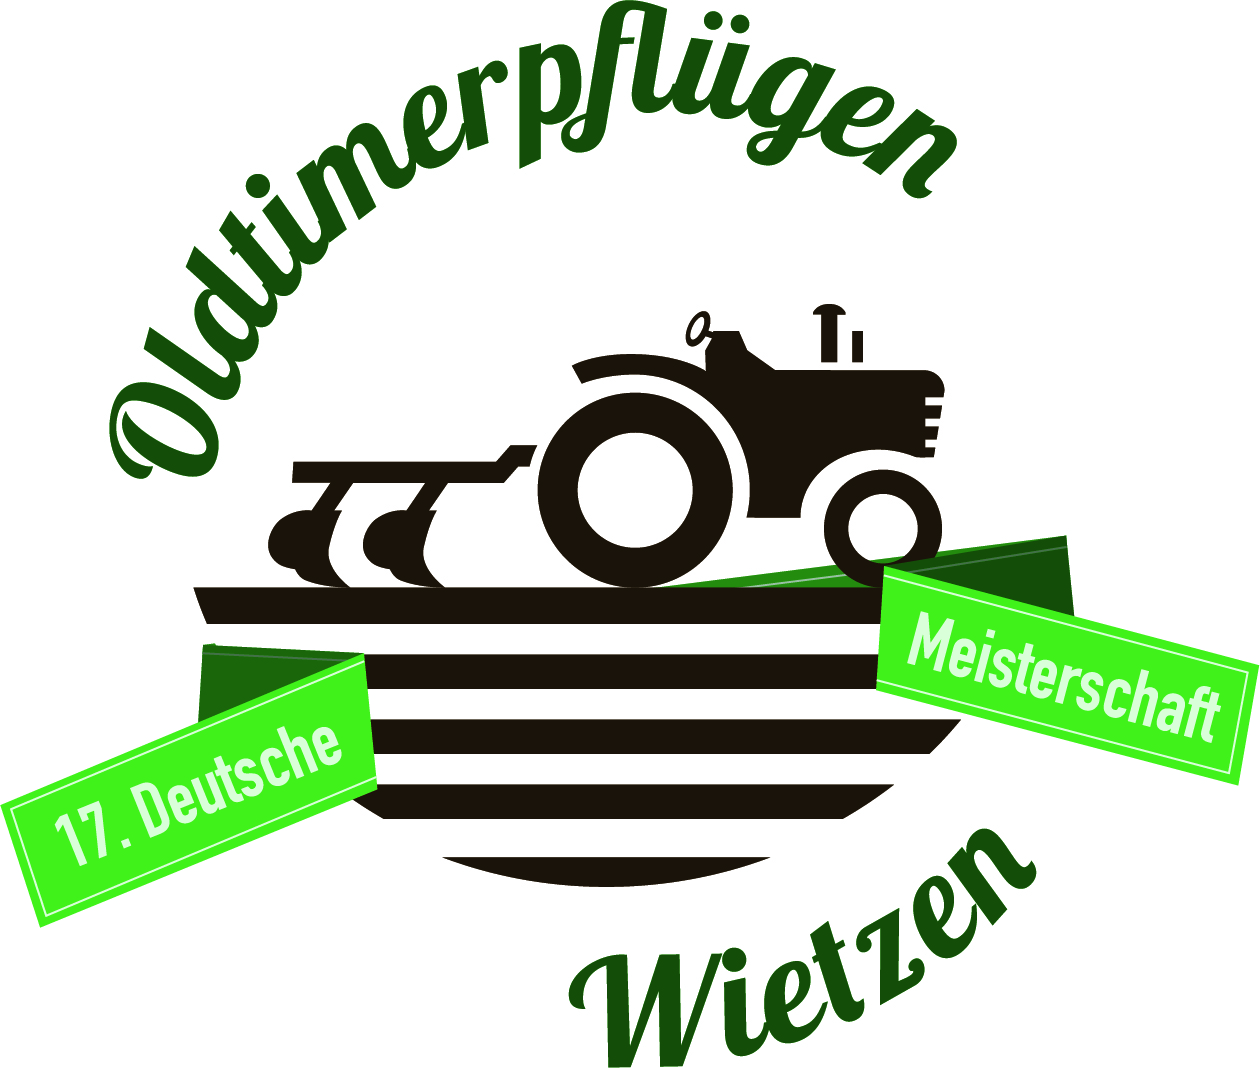 Oldtimerpflügen
17. Deutsche
Meisterschaft
Wietzen